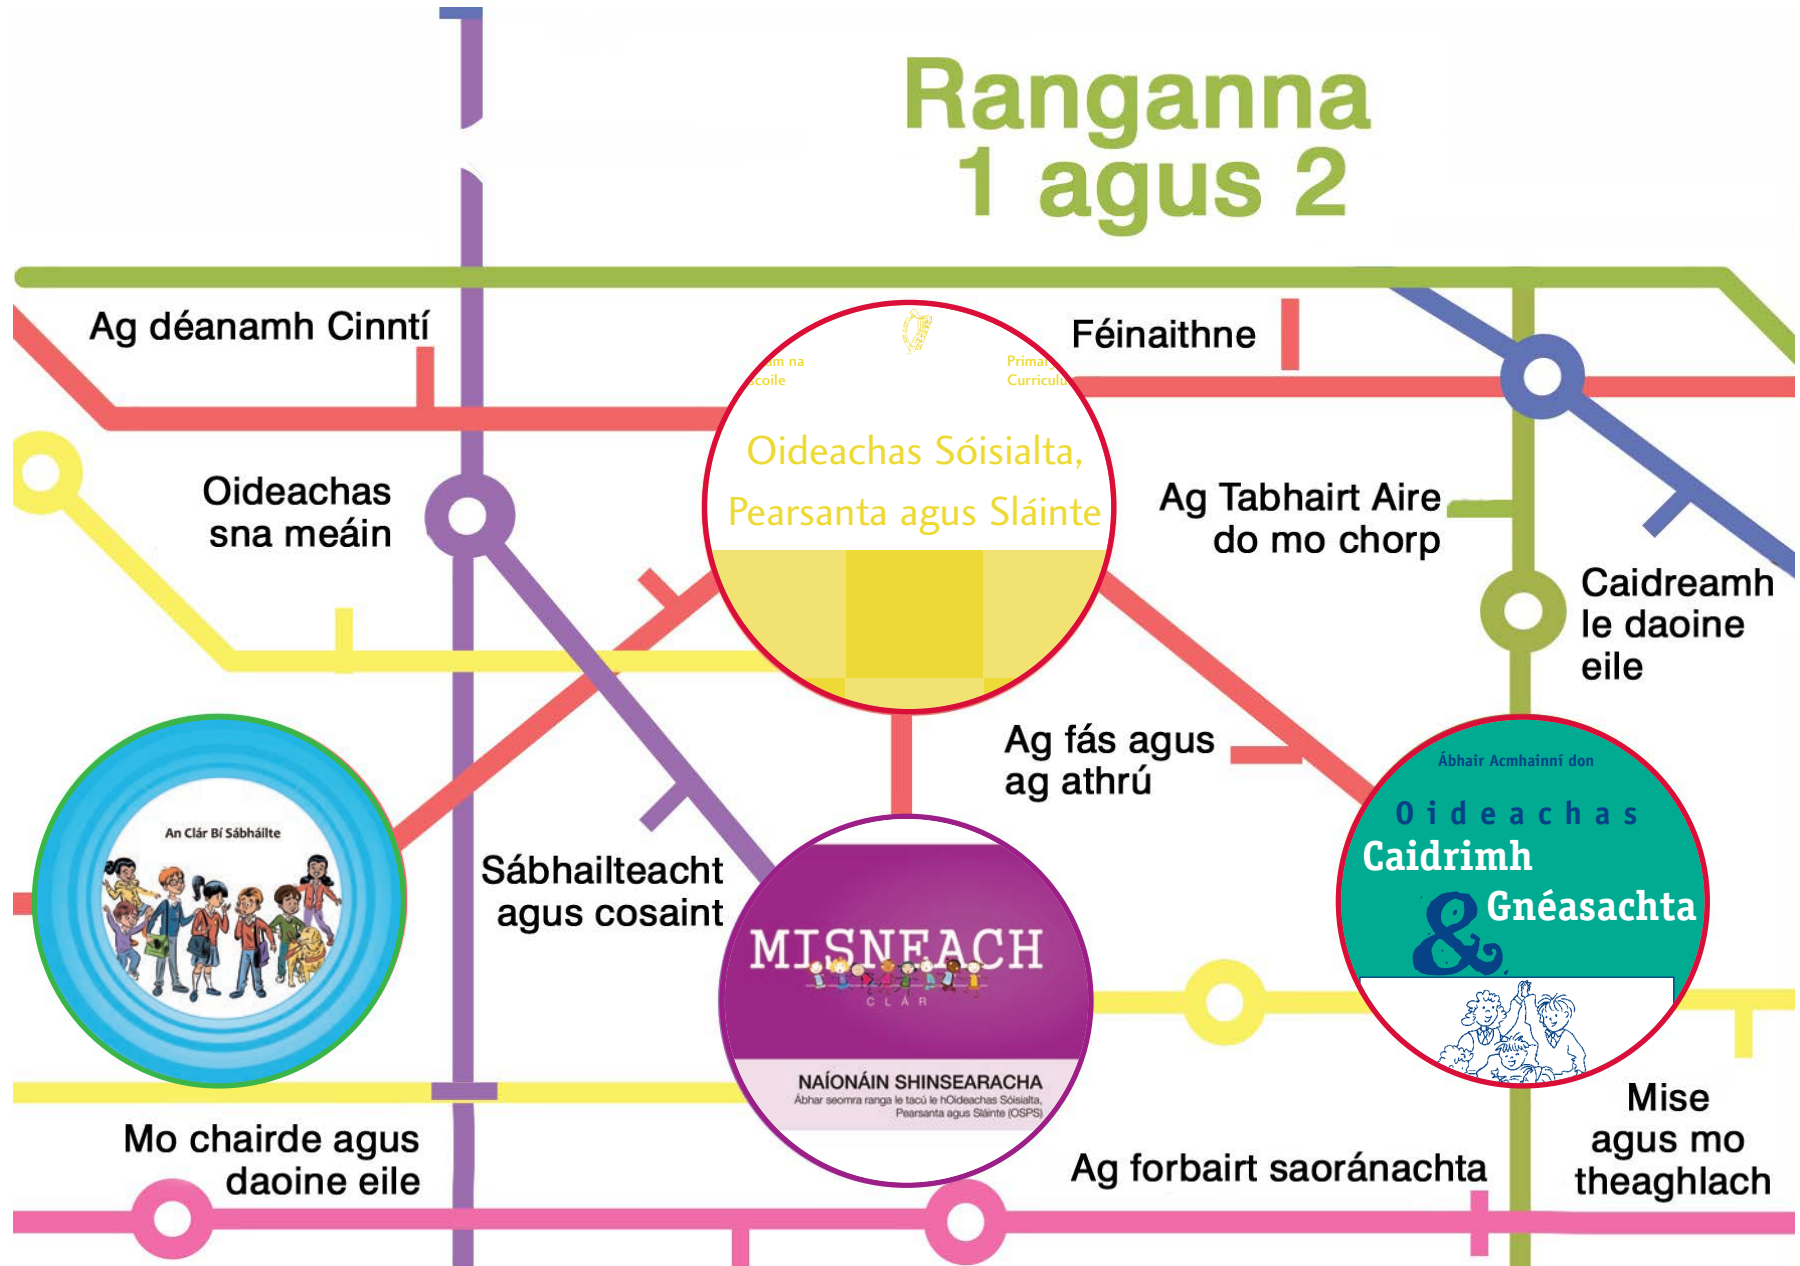 Ranganna
1 agus 2
Ag déanamh Cinntí
Féinaithne
na
Oideachas Sóisialta,
Pearsanta agus Sláinte
Oideachas
sna meáin
Ag Tabhairt Aire
do mo chorp
Caidreamh
le daoine
eile
Ag fás agus
ag athrú
Ábhair Acmhainní don
Oideachas
Caidrimh
& Gnéasachta
An Clár Bí Sábháilte
Sábhailteacht
agus cosaint
MISNEACH
CLÁR
NAÍONÁIN SHINSEARACHA
Ábhar seomra ranga le tacú le hOideachas Sóisialta,
Pearsanta agus Sláinte (OSPS)
Mo chairde agus
daoine eile
Ag forbairt saoránachta
Mise
agus mo
theaghlach